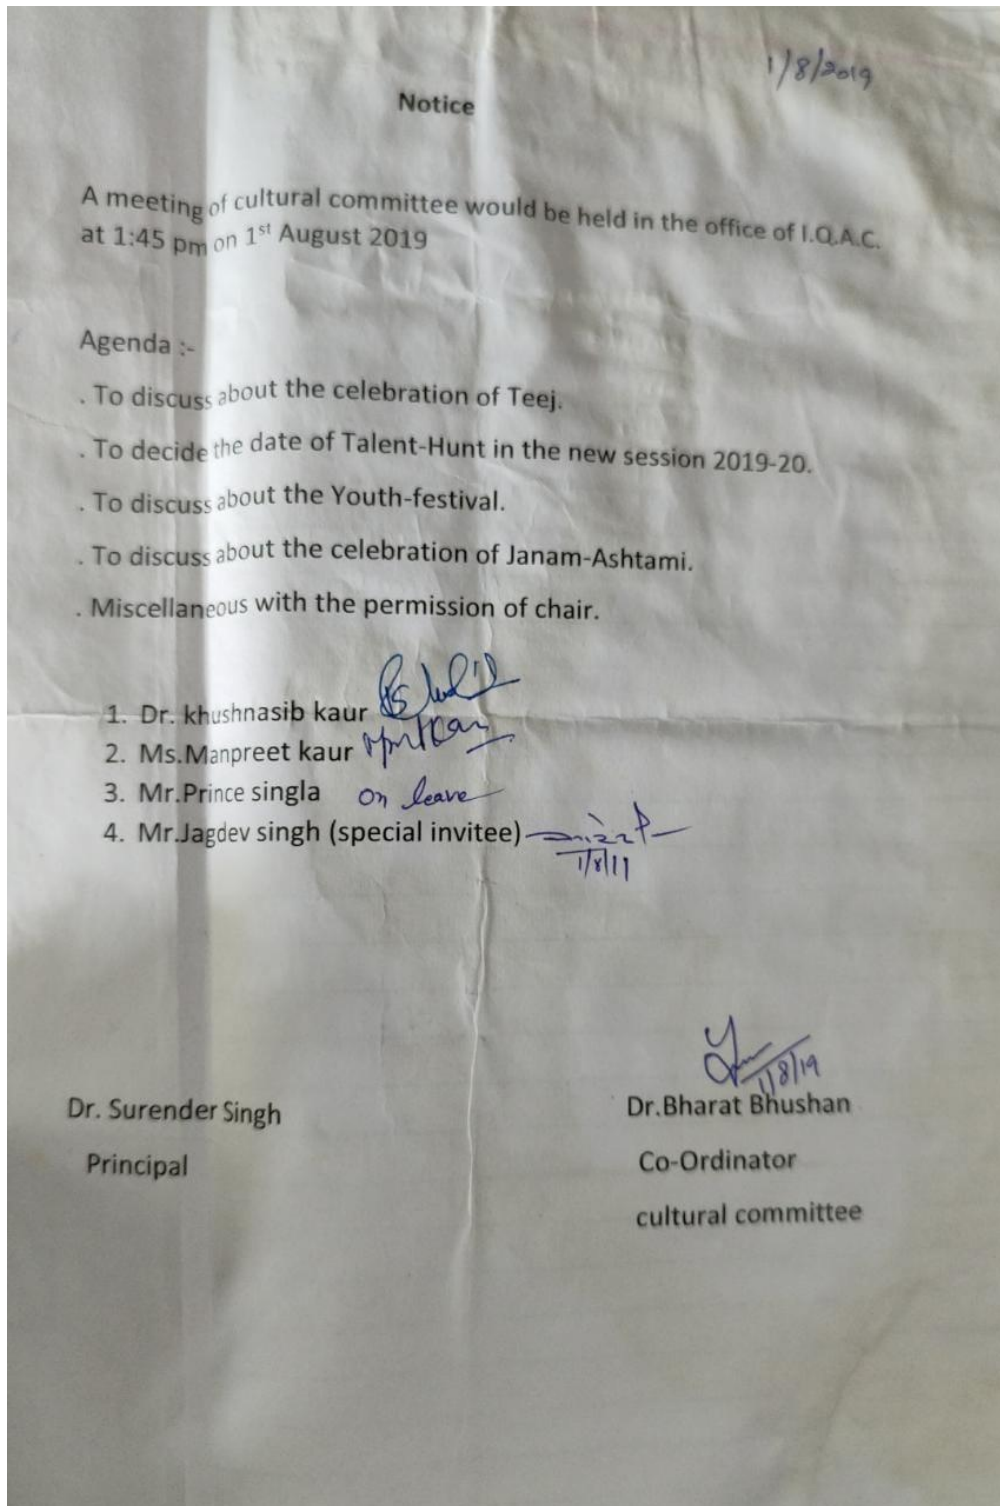 1/8/2019
Notice
A meeting of cultural committee would be held in the office of I.Q.A.C.
at 1:45 pm on 1st August 2019
Agenda :-
. To discuss about the celebration of Teej.
. To decide the date of Talent-Hunt in the new session 2019-20.
. To discuss about the Youth-festival.
. To discuss about the celebration of Janam-Ashtami.
. Miscellaneous with the permission of chair.
1. Dr. khushnasib kaur
2. Ms.Manpreet kaur
3. Mr.Prince singla on leave
4. Mr.Jagdev singh (special invitee)
1/8/19
Dr. Surender Singh
Dr.Bharat Bhushan
Principal
Co-Ordinator
cultural committee